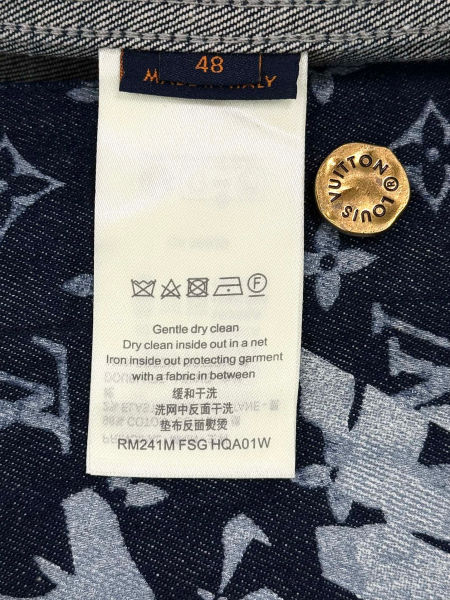 48
MADE IN ITALY
LOUIS VUITTON ®
Gentle dry clean
Dry clean inside out in a net
Iron inside out protecting garment
with a fabric in between
缓和干洗
洗网中反面干洗
垫布反面熨烫
RM241M FSG HQA01W